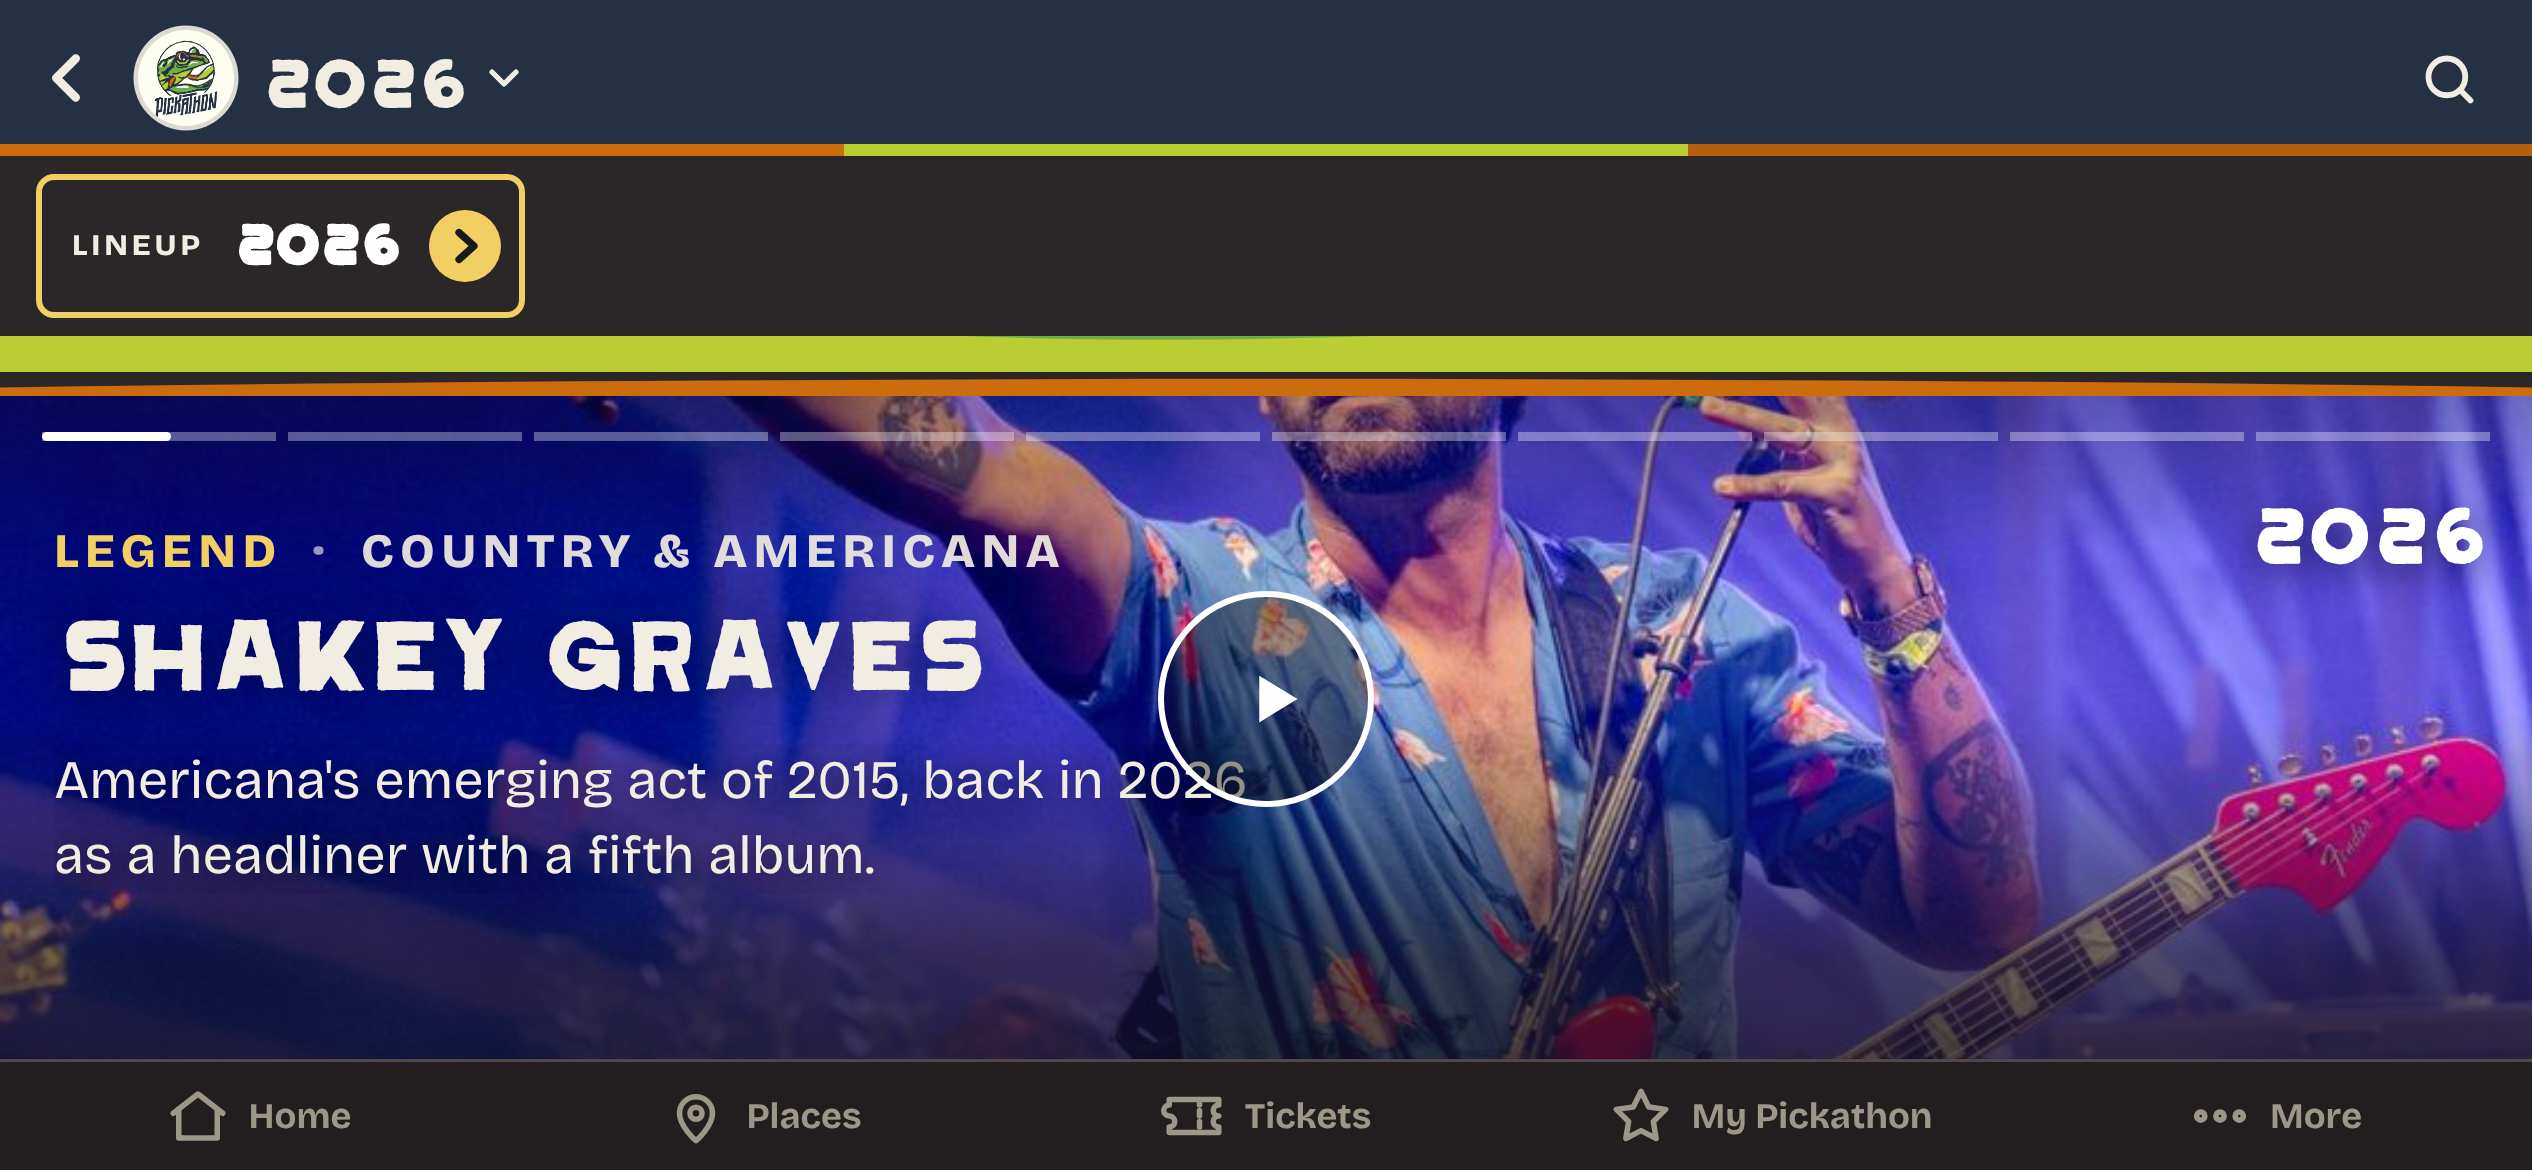 PICKATHON
2026
LINEUP 2026
LEGEND · COUNTRY & AMERICANA
2026
SHAKEY GRAVES
Americana's emerging act of 2015, back in 2026
as a headliner with a fifth album.
Fender
Home
Places
Tickets
My Pickathon
More